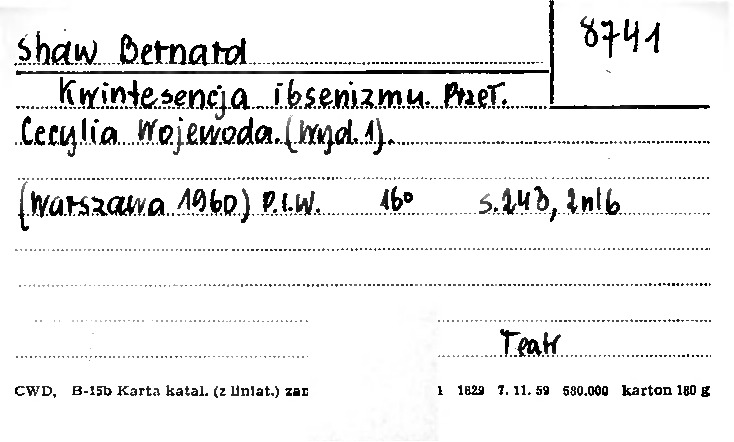 8741
Shaw Bernard
Kwintesencja ibsenizmu. Przeł.
Cecylia Wojewoda. (Wyd. 1).
(Warszawa 1960) P.I.W. 16° s. 243, 2nlb
Teatr
CWD, B-15b Karta katal. (z liniat.) zam 1 1829 7. 11. 59 580.000 karton 180 g